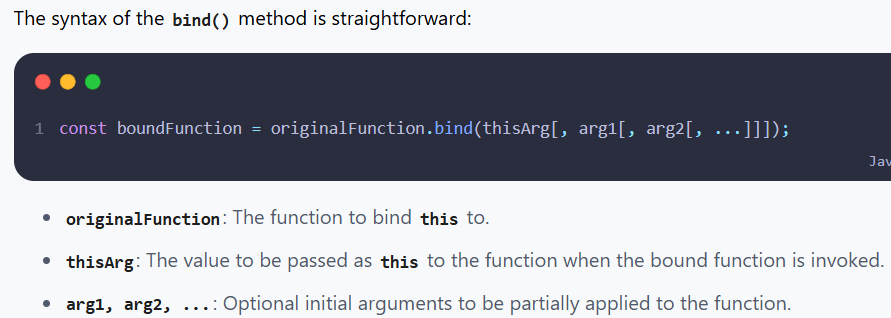 The syntax of the bind() method is straightforward:
1 const boundFunction = originalFunction.bind(thisArg[, arg1[, arg2[, ...]]]);
Jav
• originalFunction: The function to bind this to.
• thisArg: The value to be passed as this to the function when the bound function is invoked.
• arg1, arg2, ...: Optional initial arguments to be partially applied to the function.